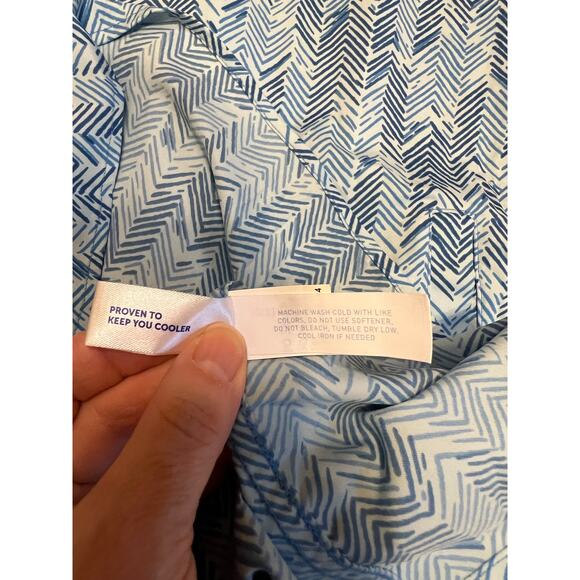 PROVEN TO
KEEP YOU COOLER
MACHINE WASH COLD WITH LIKE
COLORS, DO NOT USE SOFTENER,
DO NOT BLEACH, TUMBLE DRY LOW,
COOL IRON IF NEEDED